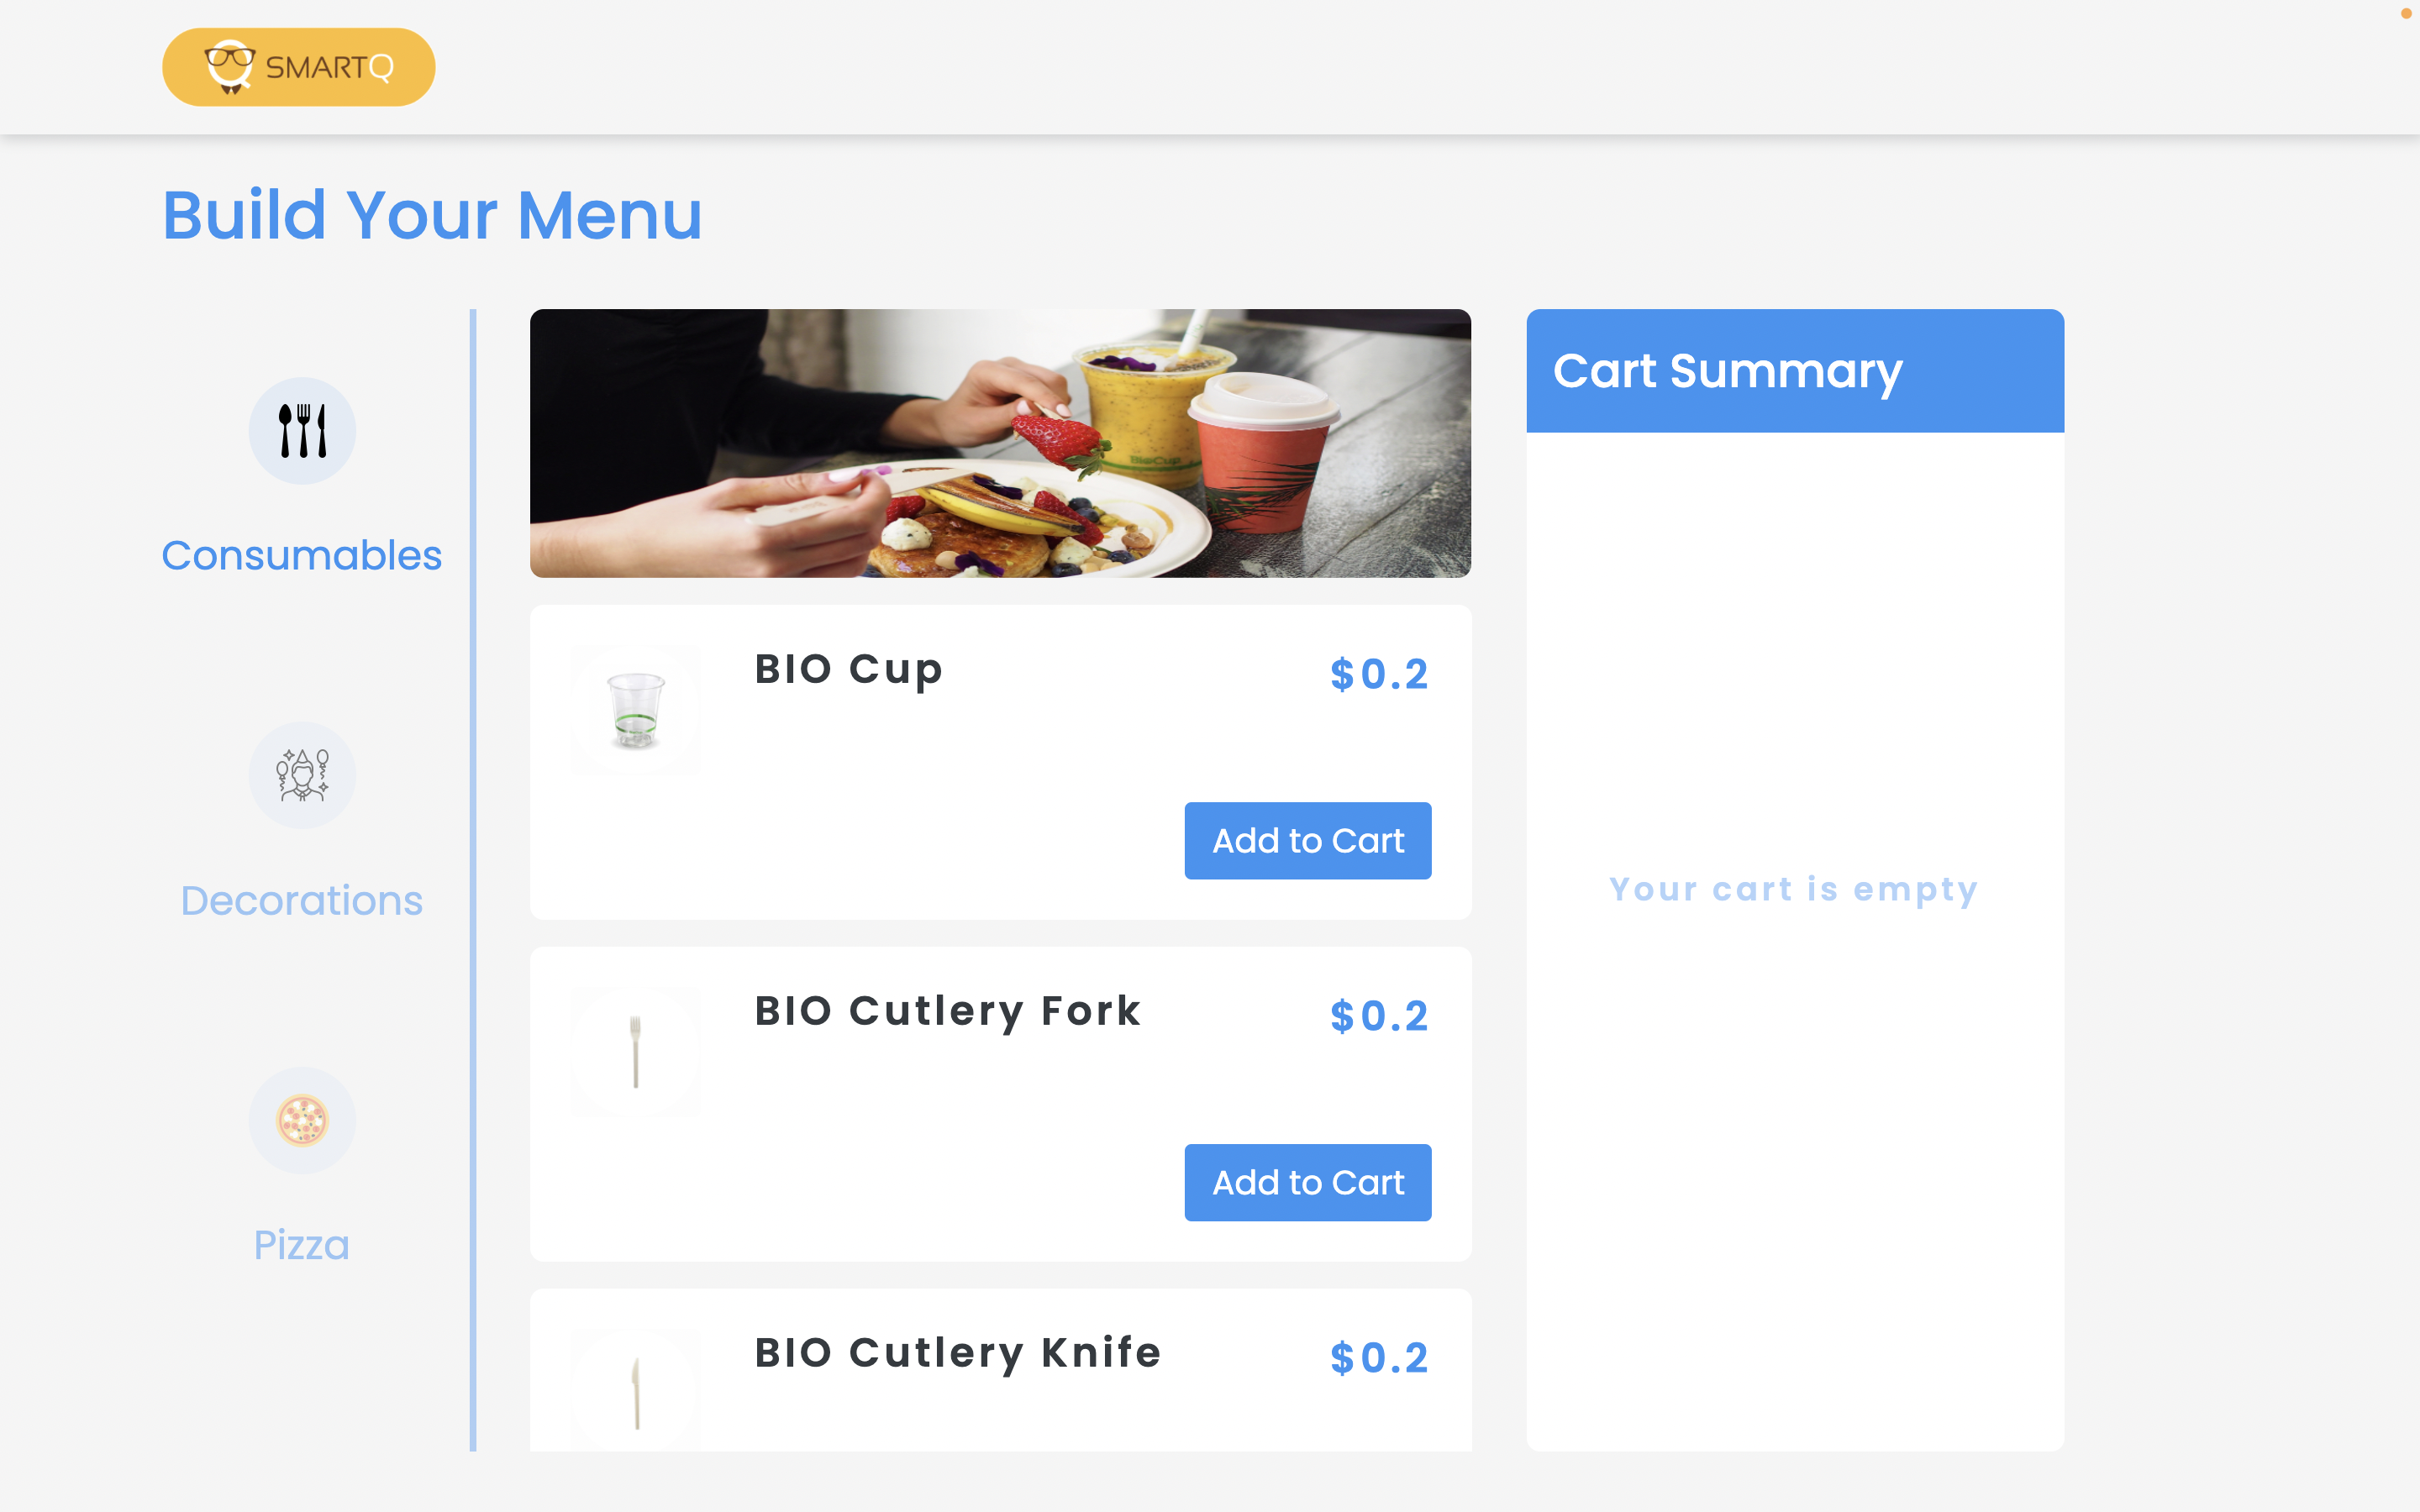 SMARTQ
Build Your Menu
Consumables
Decorations
Pizza
BioCup
BIO Cup
$0.2
Add to Cart
BIO Cutlery Fork
$0.2
Add to Cart
BIO Cutlery Knife
$0.2
Cart Summary
Your cart is empty